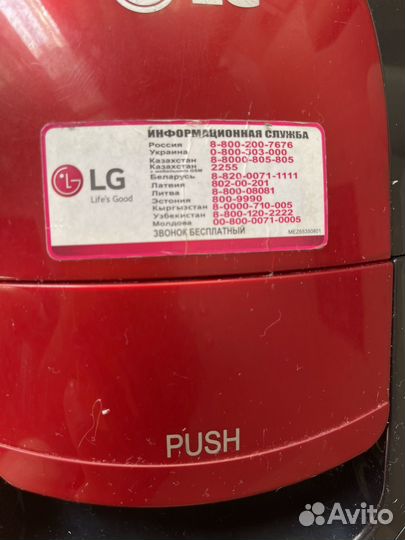 LG
ИНФОРМАЦИОННАЯ СЛУЖБА
Россия 8-800-200-7676
Украина 0-800-303-000
Казахстан 8-8000-805-805
Казахстан 2255
с мобильного GSM
Беларусь 8-820-0071-1111
Латвия 802-00-201
Литва 8-800-08081
Эстония 800-9990
Кыргызстан 8-0000-710-005
Узбекистан 8-800-120-2222
Молдова 00-800-0071-0005
ЗВОНОК БЕСПЛАТНЫЙ
LG
Life's Good
PUSH
Avito